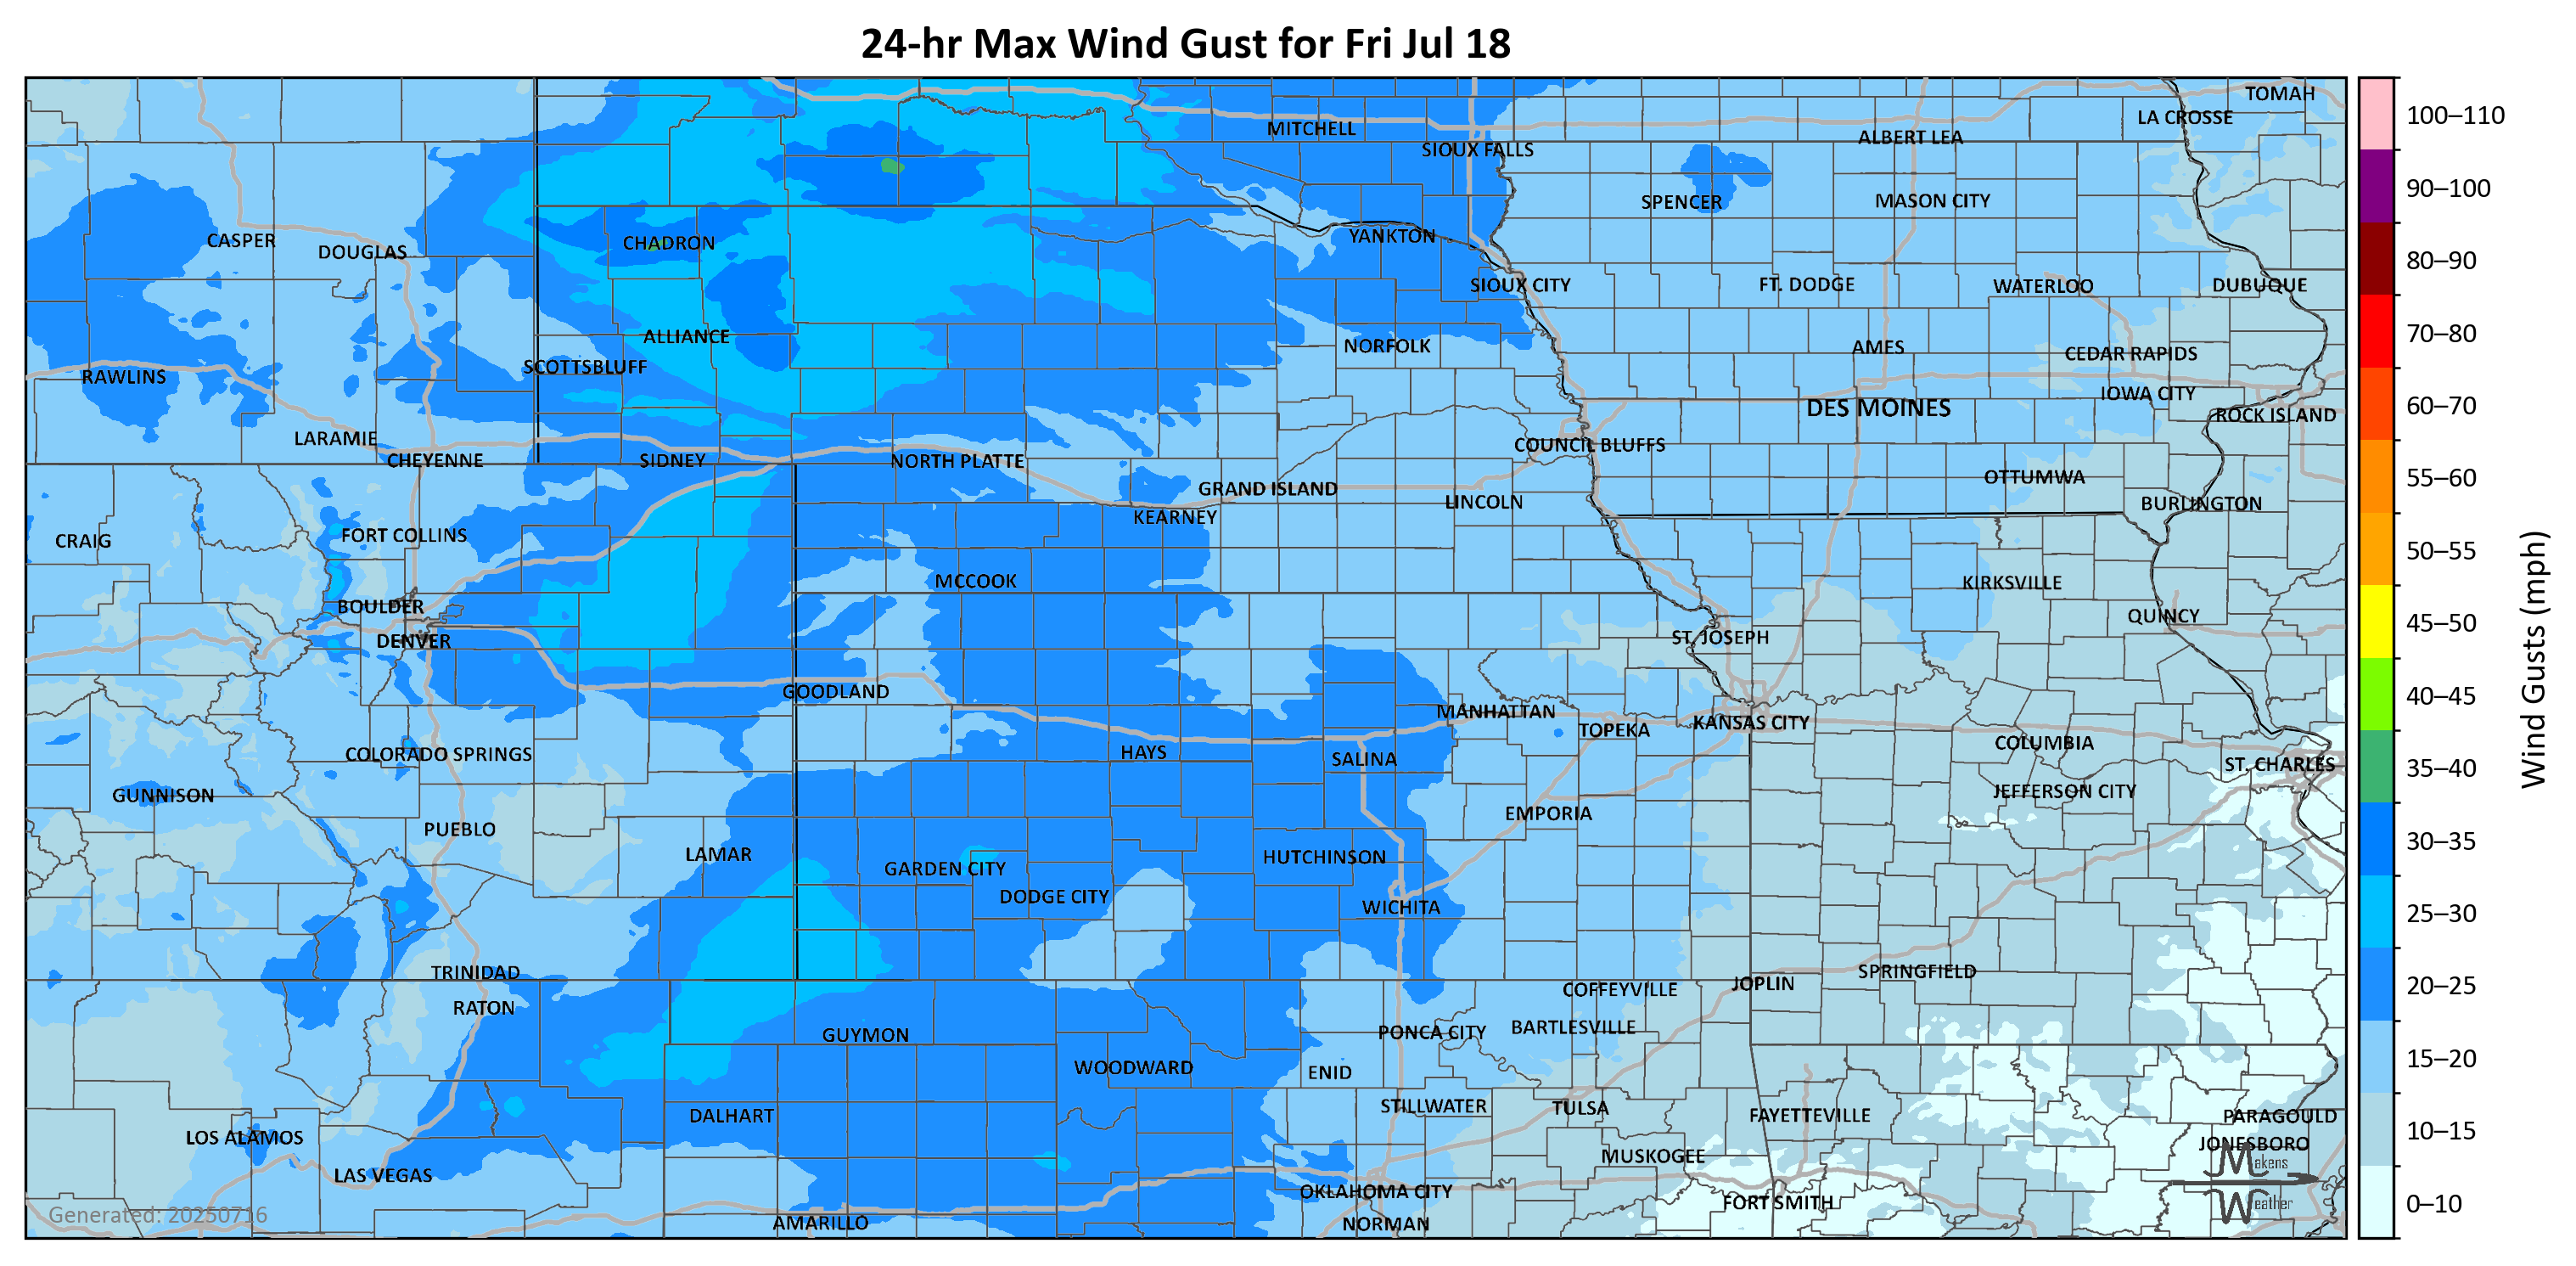 24-hr Max Wind Gust for Fri Jul 18
TOMAH
LA CROSSE
MITCHELL
ALBERT LEA
SIOUX FALLS
SPENCER
MASON CITY
CASPER
DOUGLAS
CHADRON
YANKTON
SIOUX CITY
FT. DODGE
WATERLOO
DUBUQUE
ALLIANCE
NORFOLK
AMES
CEDAR RAPIDS
SCOTTSBLUFF
RAWLINS
IOWA CITY
DES MOINES
ROCK ISLAND
LARAMIE
COUNCIL BLUFFS
CHEYENNE
SIDNEY
NORTH PLATTE
OTTUMWA
GRAND ISLAND
LINCOLN
BURLINGTON
KEARNEY
CRAIG
FORT COLLINS
MCCOOK
KIRKSVILLE
BOULDER
QUINCY
DENVER
ST. JOSEPH
GOODLAND
MANHATTAN
TOPEKA
KANSAS CITY
COLORADO SPRINGS
HAYS
SALINA
COLUMBIA
ST. CHARLES
GUNNISON
JEFFERSON CITY
EMPORIA
PUEBLO
LAMAR
GARDEN CITY
HUTCHINSON
DODGE CITY
WICHITA
TRINIDAD
SPRINGFIELD
JOPLIN
COFFEYVILLE
RATON
GUYMON
PONCA CITY
BARTLESVILLE
WOODWARD
ENID
DALHART
STILLWATER
TULSA
FAYETTEVILLE
PARAGOULD
LOS ALAMOS
JONESBORO
MUSKOGEE
LAS VEGAS
OKLAHOMA CITY
FORT SMITH
AMARILLO
NORMAN
Generated: 20250716
Makens
Weather
100–110
90–100
80–90
70–80
60–70
55–60
50–55
45–50
40–45
35–40
30–35
25–30
20–25
15–20
10–15
0–10
Wind Gusts (mph)